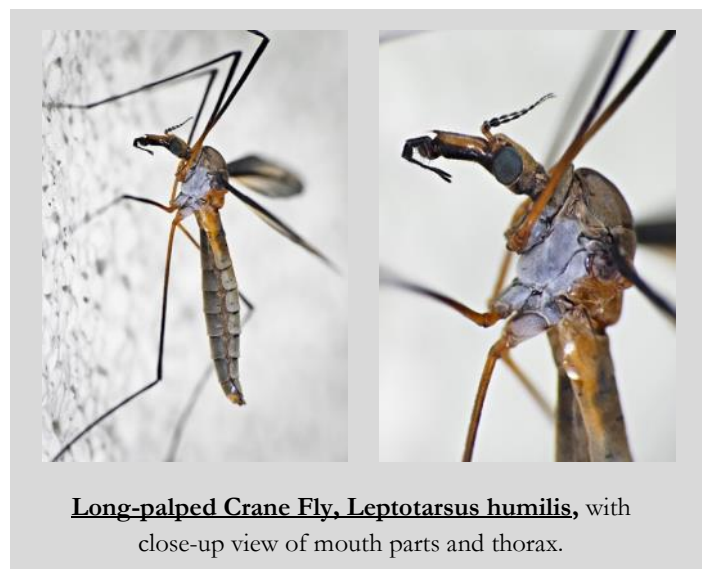 Long-palped Crane Fly, Leptotarsus humilis, with
close-up view of mouth parts and thorax.